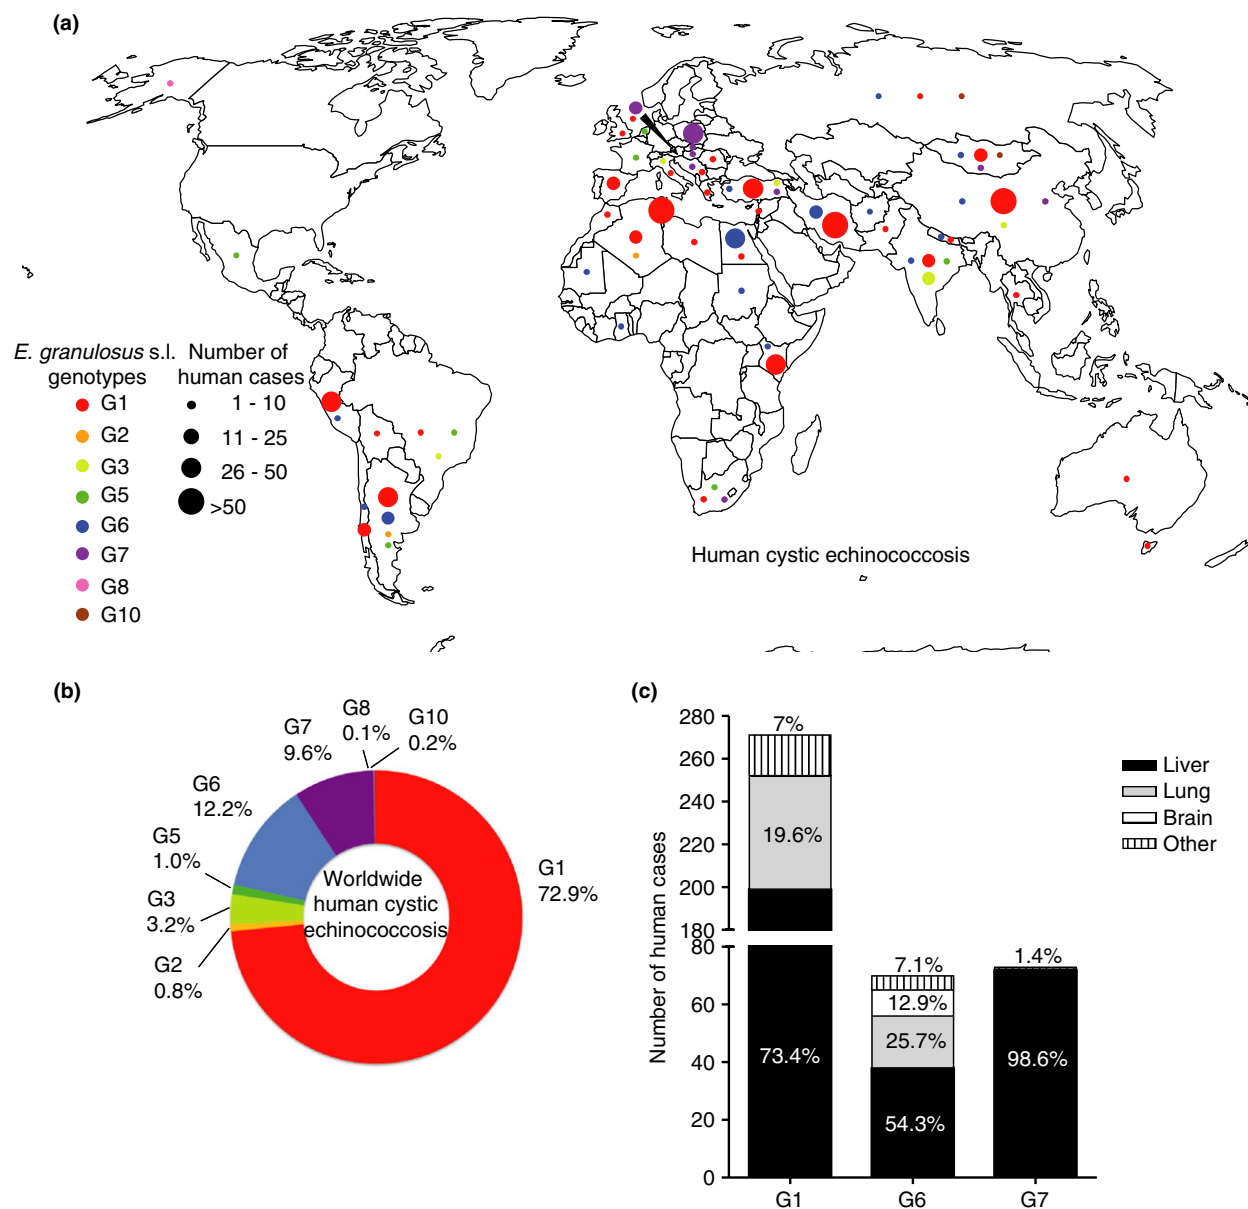 (a)
E. granulosus s.l.
genotypes
G1
G2
G3
G5
G6
G7
G8
G10
Number of
human cases
1 - 10
11 - 25
26 - 50
>50
Human cystic echinococcosis
(b)
G8
0.1%
G10
0.2%
G7
9.6%
G6
12.2%
G5
1.0%
G3
3.2%
G2
0.8%
G1
72.9%
Worldwide
human cystic
echinococcosis
(c)
Number of human cases
280
260
240
220
200
180
80
60
40
20
0
7%
19.6%
73.4%
7.1%
12.9%
25.7%
54.3%
1.4%
98.6%
G1
G6
G7
Liver
Lung
Brain
Other